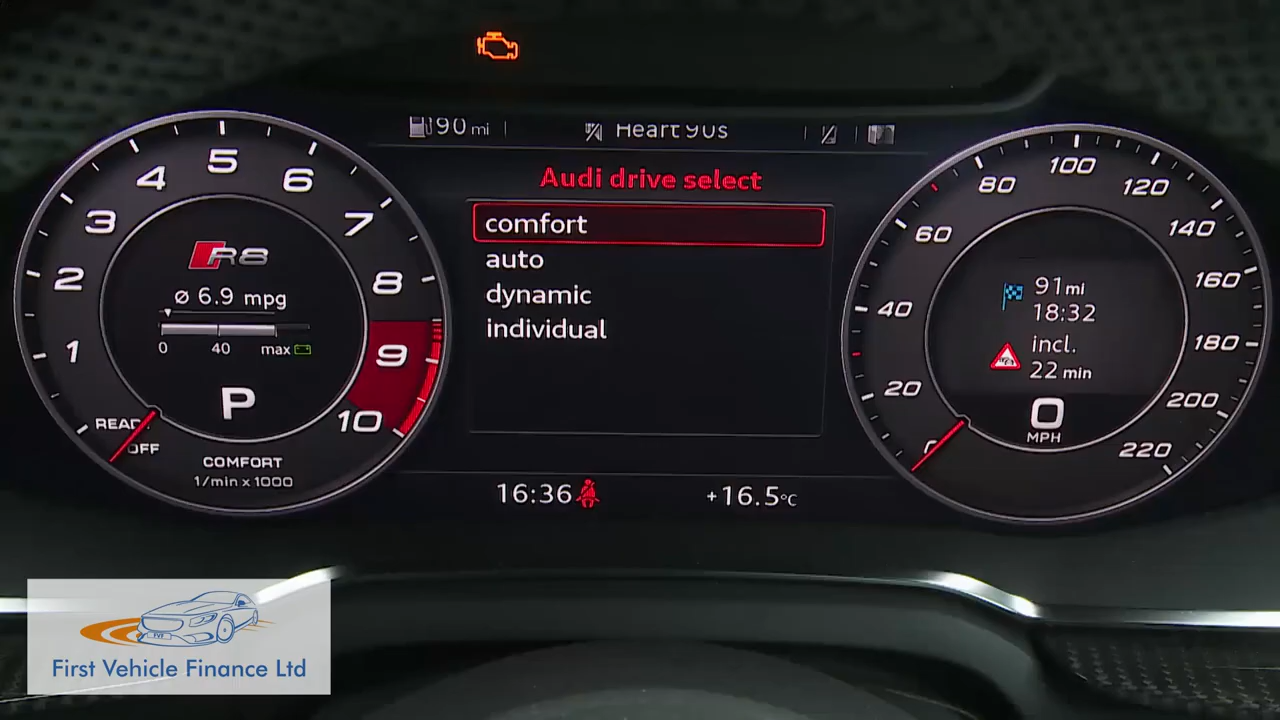 90 mi
Heart 90s
Audi drive select
comfort
auto
dynamic
individual
16:36
+16.5°C
1
2
3
4
5
6
7
8
9
10
R8
ø 6.9 mpg
0 40 max
P
READY
OFF
COMFORT
1/min x 1000
0
20
40
60
80
100
120
140
160
180
200
220
91 mi
18:32
incl.
22 min
0
MPH
FVF
First Vehicle Finance Ltd